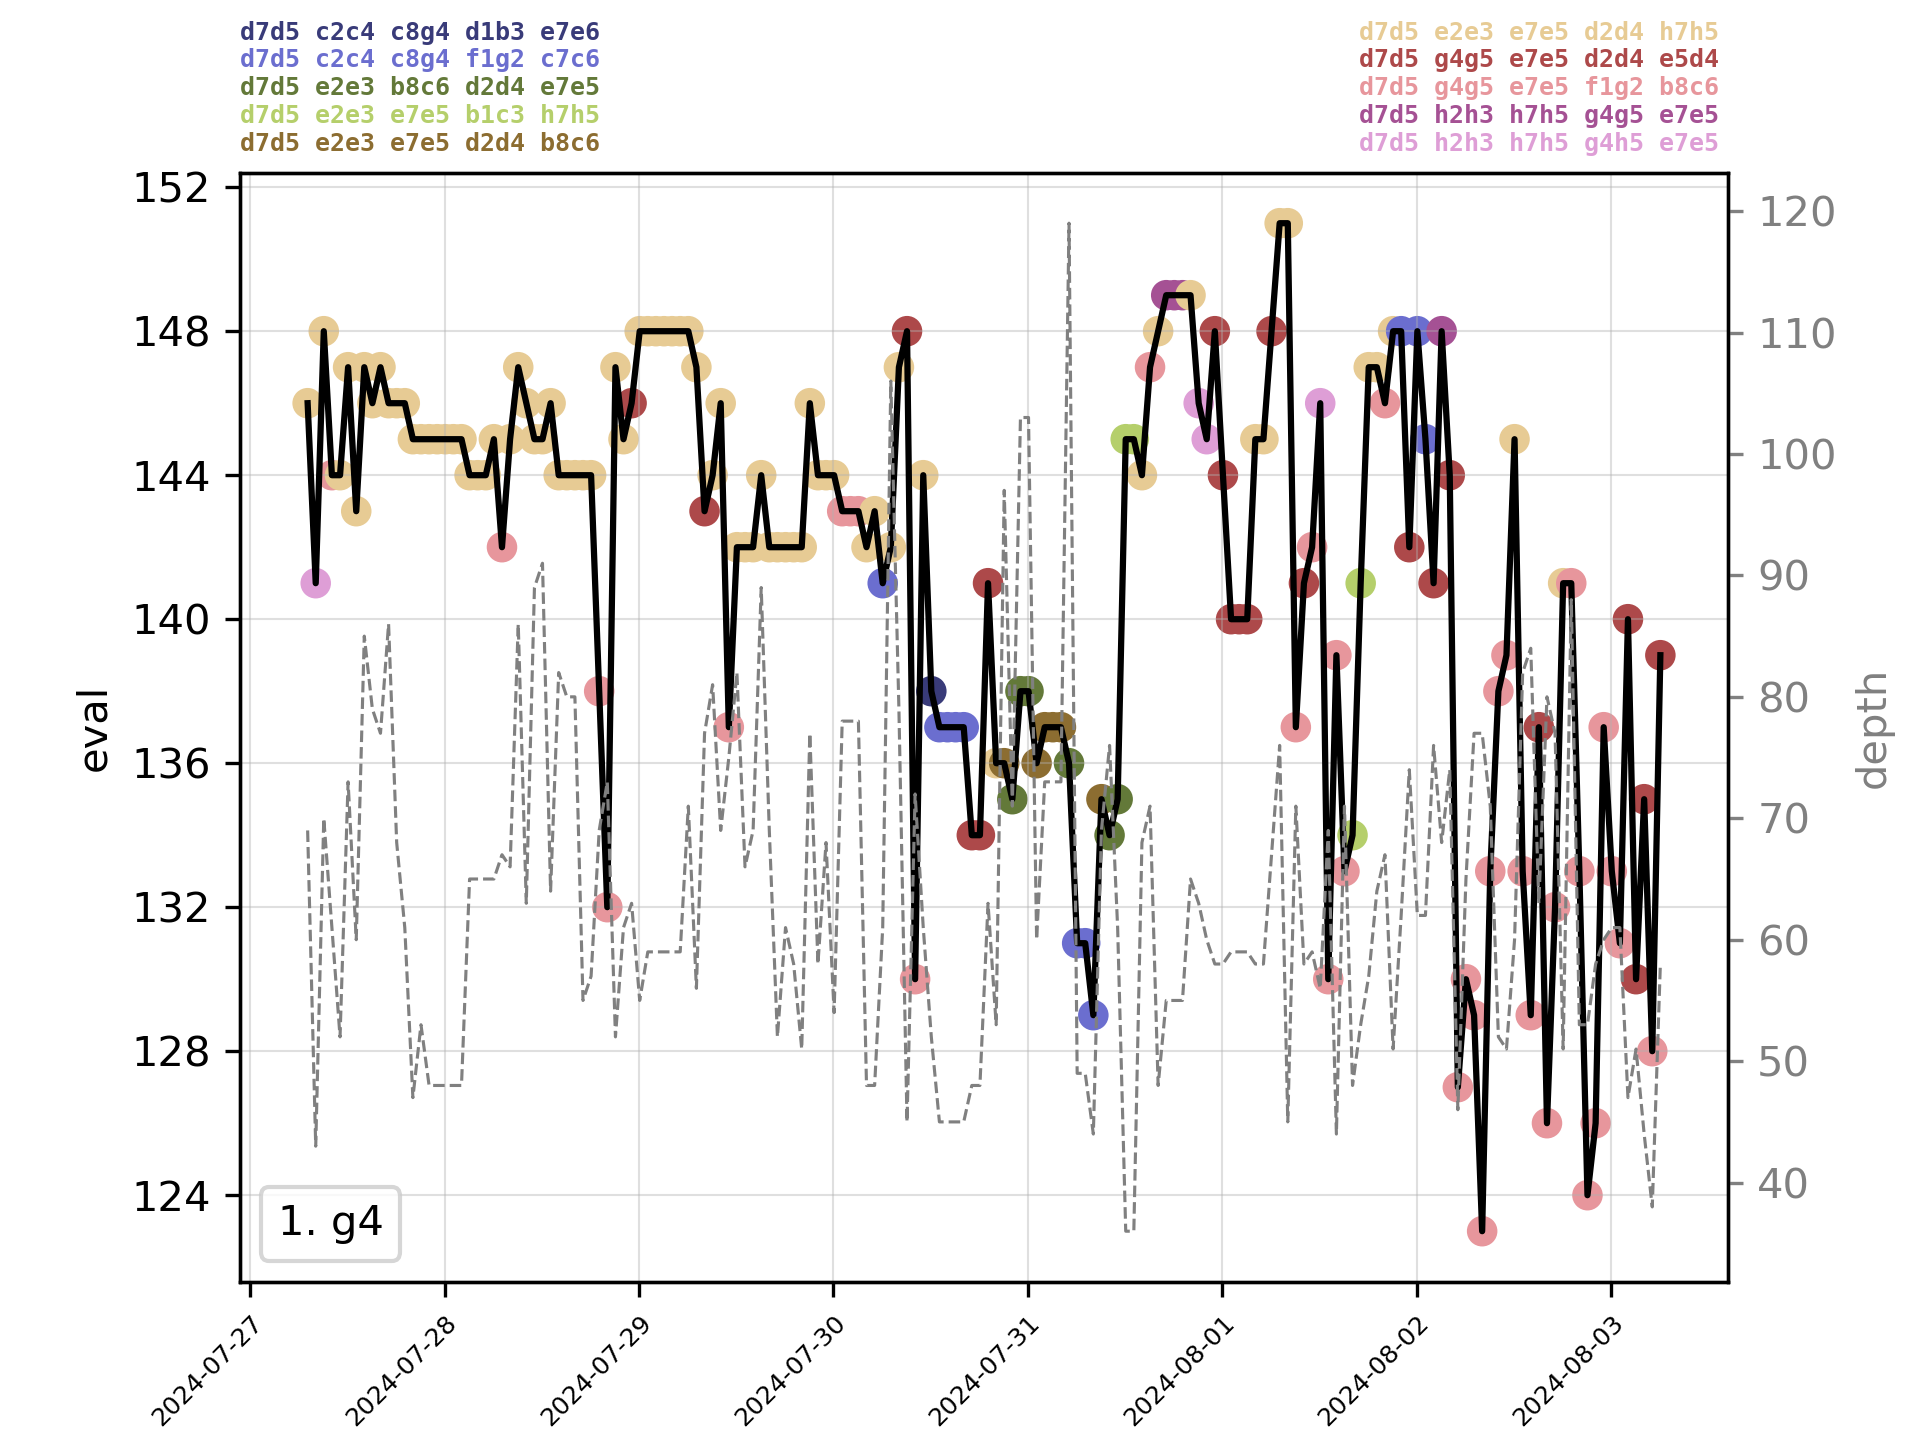 d7d5 c2c4 c8g4 d1b3 e7e6
d7d5 c2c4 c8g4 f1g2 c7c6
d7d5 e2e3 b8c6 d2d4 e7e5
d7d5 e2e3 e7e5 b1c3 h7h5
d7d5 e2e3 e7e5 d2d4 b8c6
d7d5 e2e3 e7e5 d2d4 h7h5
d7d5 g4g5 e7e5 d2d4 e5d4
d7d5 g4g5 e7e5 f1g2 b8c6
d7d5 h2h3 h7h5 g4g5 e7e5
d7d5 h2h3 h7h5 g4h5 e7e5
152
148
144
140
136
132
128
124
eval
120
110
100
90
80
70
60
50
40
depth
1. g4
2024-07-27
2024-07-28
2024-07-29
2024-07-30
2024-07-31
2024-08-01
2024-08-02
2024-08-03